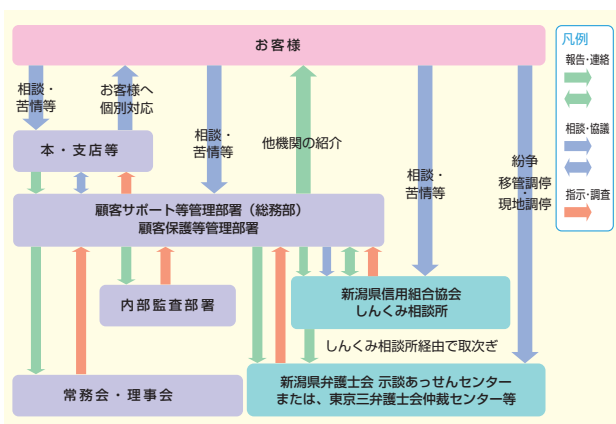 お客様
凡例
報告・連絡
相談・協議
指示・調査
相談・
苦情等
お客様へ
個別対応
相談・
苦情等
他機関の紹介
相談・
苦情等
紛争
移管調停
・
現地調停
本・支店等
顧客サポート等管理部署（総務部）
顧客保護等管理部署
内部監査部署
新潟県信用組合協会
しんくみ相談所
しんくみ相談所経由で取次ぎ
常務会・理事会
新潟県弁護士会 示談あっせんセンター
または、東京三弁護士会仲裁センター等